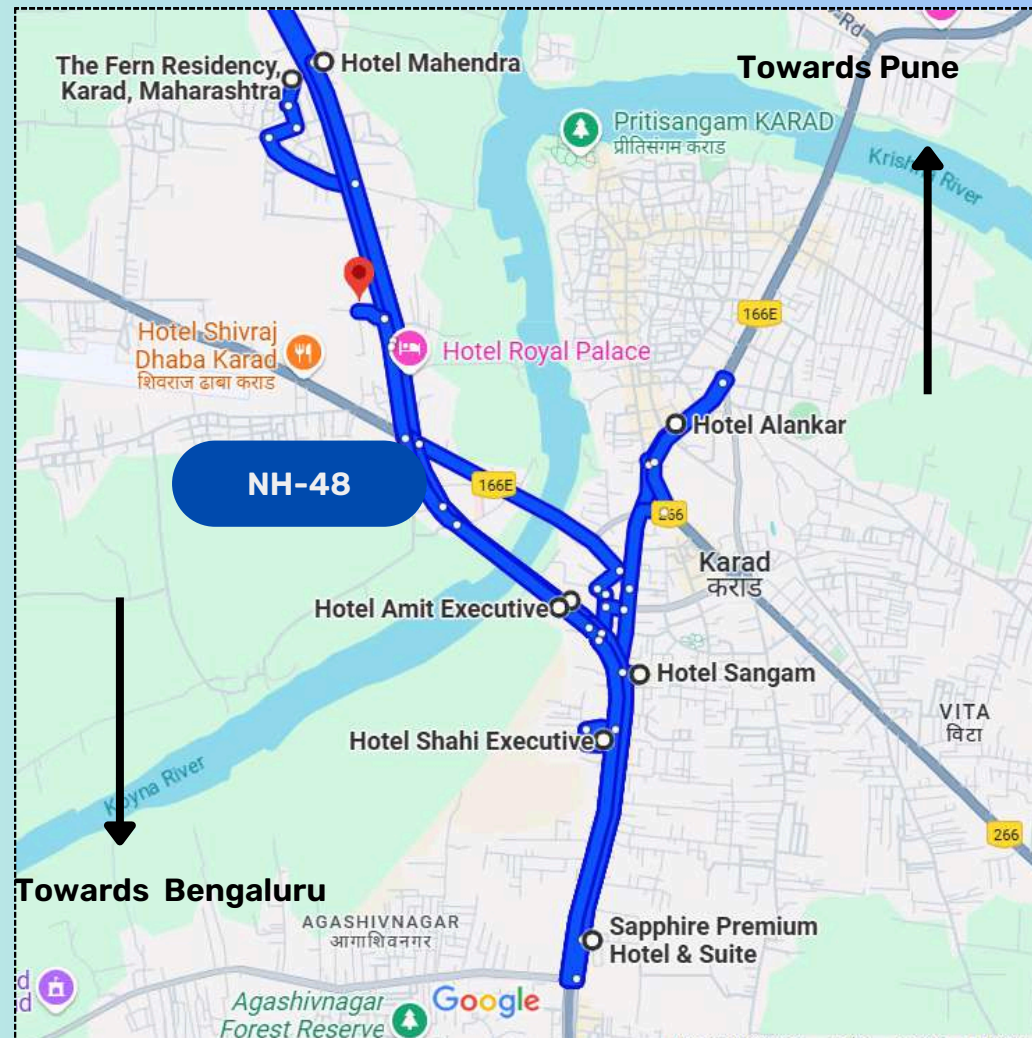 The Fern Residency,
Karad, Maharashtra
Hotel Mahendra
Towards Pune
Pritisangam KARAD
प्रीतिसंगम कराड
Krishna River
166E
Hotel Shivraj
Dhaba Karad
शिवराज ढाबा कराड
Hotel Royal Palace
Hotel Alankar
NH-48
166E
266
Karad
कराड
Hotel Amit Executive
Hotel Sangam
VITA
विटा
Hotel Shahi Executive
Koyna River
266
Towards Bengaluru
AGASHIVNAGAR
आगाशिवनगर
Sapphire Premium
Hotel & Suite
Agashivnagar
Forest Reserve
Google